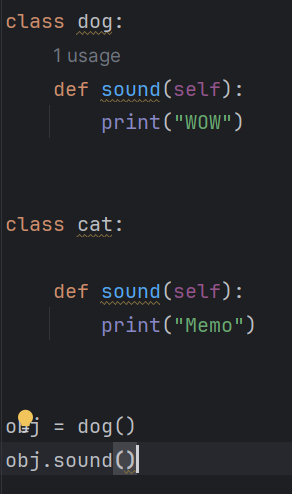 class dog:
1 usage
def sound(self):
print("WOW")
class cat:
def sound(self):
print("Memo")
obj = dog()
obj.sound()